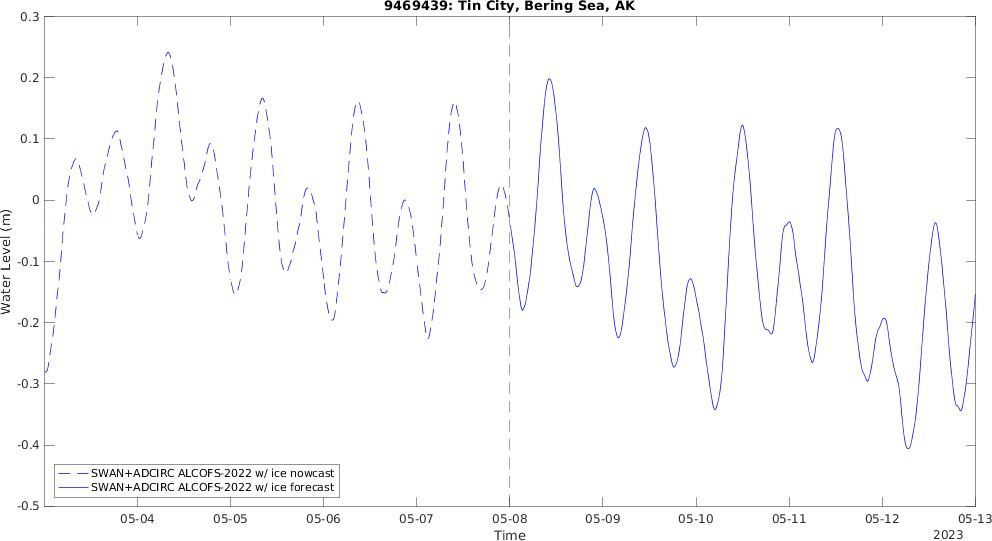 9469439: Tin City, Bering Sea, AK
0.3
0.2
0.1
0
-0.1
-0.2
-0.3
-0.4
-0.5
Water Level (m)
SWAN+ADCIRC ALCOFS-2022 w/ ice nowcast
SWAN+ADCIRC ALCOFS-2022 w/ ice forecast
05-04 05-05 05-06 05-07 05-08 05-09 05-10 05-11 05-12 05-13
Time
2023